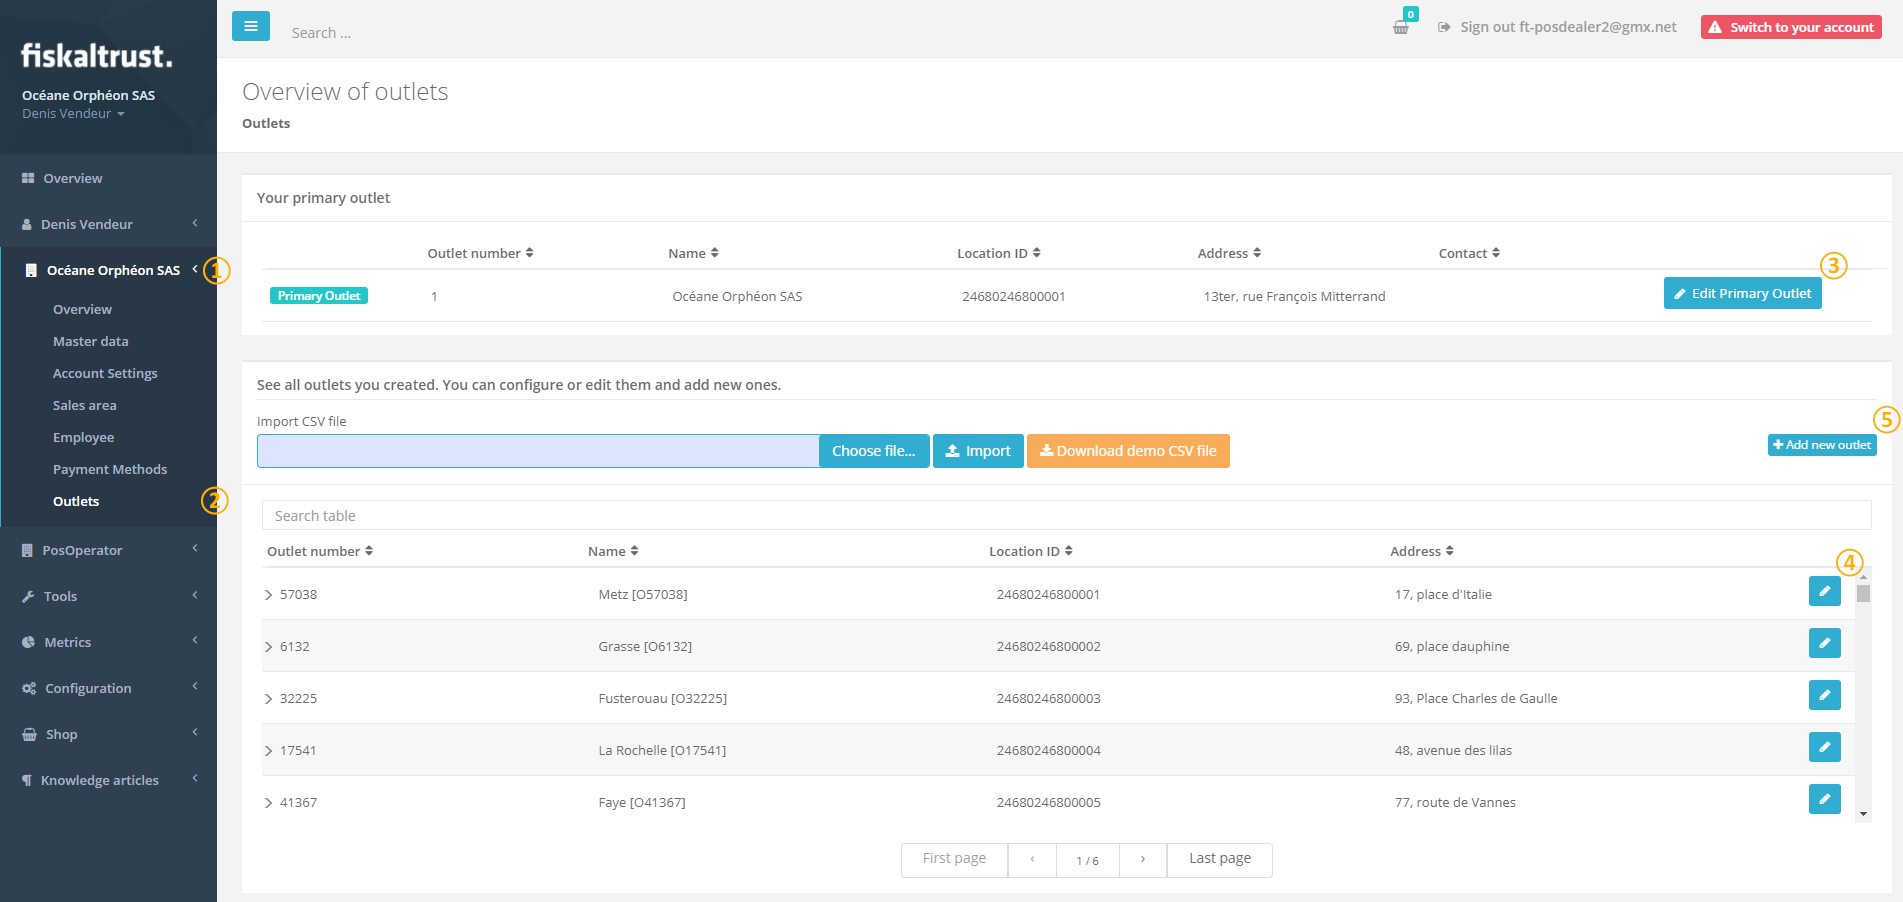 fiskaltrust.
Océane Orphéon SAS
Denis Vendeur
Overview
Denis Vendeur
Océane Orphéon SAS
1
Overview
Master data
Account Settings
Sales area
Employee
Payment Methods
Outlets
2
PosOperator
Tools
Metrics
Configuration
Shop
Knowledge articles
Search ...
0
Sign out ft-posdealer2@gmx.net
Switch to your account
Overview of outlets
Outlets
Your primary outlet
Outlet number Name Location ID Address Contact
3
Primary Outlet 1 Océane Orphéon SAS 24680246800001 13ter, rue François Mitterrand Edit Primary Outlet
See all outlets you created. You can configure or edit them and add new ones.
Import CSV file
5
Choose file... Import Download demo CSV file Add new outlet
Search table
Outlet number Name Location ID Address
4
57038 Metz [O57038] 24680246800001 17, place d'Italie
6132 Grasse [O6132] 24680246800002 69, place dauphine
32225 Fusterouau [O32225] 24680246800003 93, Place Charles de Gaulle
17541 La Rochelle [O17541] 24680246800004 48, avenue des lilas
41367 Faye [O41367] 24680246800005 77, route de Vannes
First page ‹ 1 / 6 › Last page